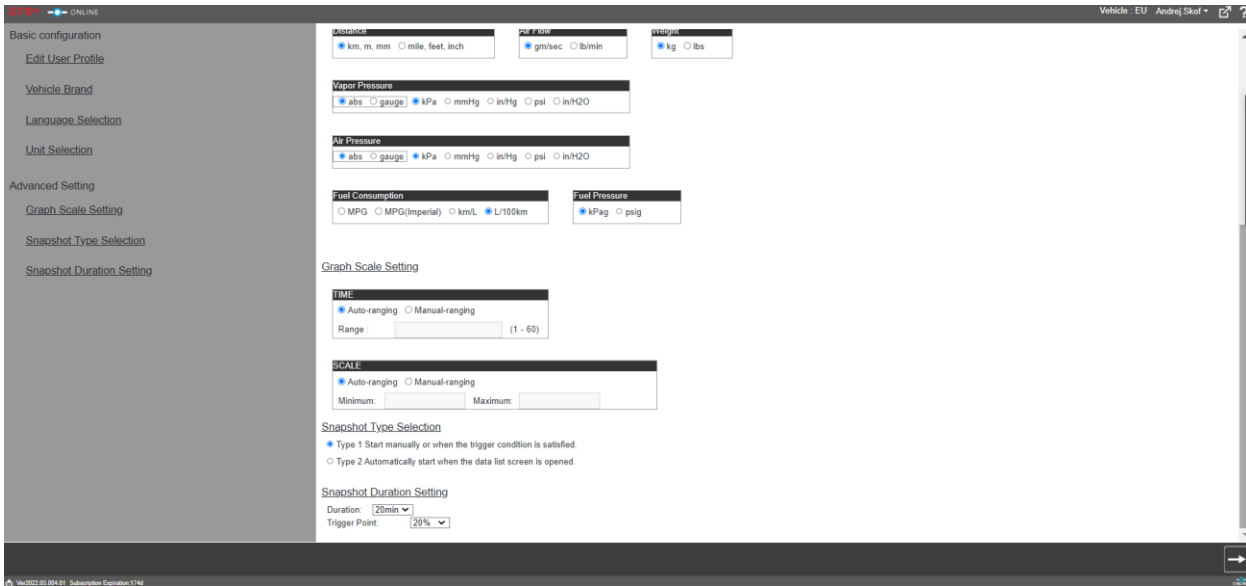 GTS+ ONLINE
Vehicle : EU Andrej.Skof
Basic configuration
Edit User Profile
Vehicle Brand
Language Selection
Unit Selection
Advanced Setting
Graph Scale Setting
Snapshot Type Selection
Snapshot Duration Setting
Distance
km, m, mm mile, feet, inch
Air Flow
gm/sec lb/min
Weight
kg lbs
Vapor Pressure
abs gauge kPa mmHg in/Hg psi in/H2O
Air Pressure
abs gauge kPa mmHg in/Hg psi in/H2O
Fuel Consumption
MPG MPG(Imperial) km/L L/100km
Fuel Pressure
kPag psig
Graph Scale Setting
TIME
Auto-ranging Manual-ranging
Range : (1 - 60)
SCALE
Auto-ranging Manual-ranging
Minimum: Maximum:
Snapshot Type Selection
Type 1 Start manually or when the trigger condition is satisfied.
Type 2 Automatically start when the data list screen is opened.
Snapshot Duration Setting
Duration: 20min
Trigger Point: 20%
Ver2022.03.004.01 Subscription Expiration:174d